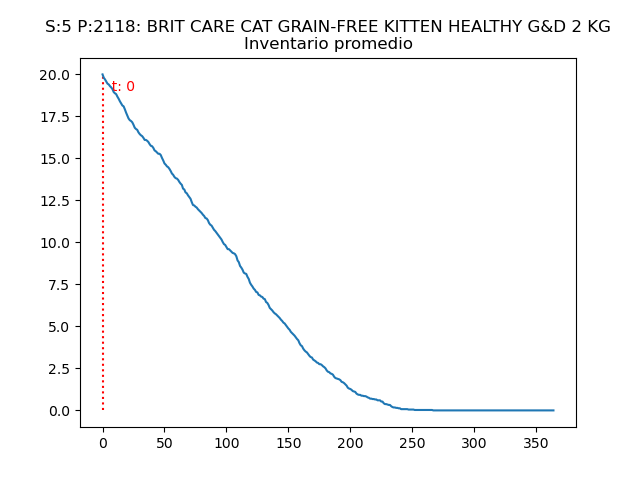 S:5 P:2118: BRIT CARE CAT GRAIN-FREE KITTEN HEALTHY G&D 2 KG
Inventario promedio
20.0
t: 0
17.5
15.0
12.5
10.0
7.5
5.0
2.5
0.0
0 50 100 150 200 250 300 350